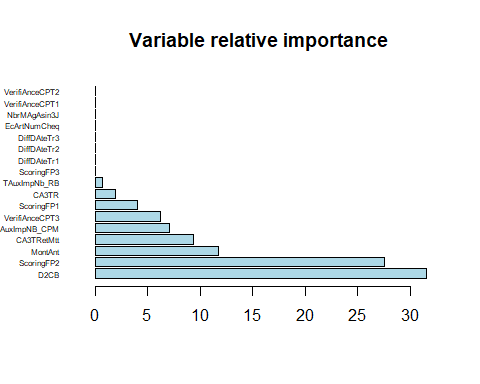 Variable relative importance
VerifiAnceCPT2
VerifiAnceCPT1
NbrMAgAsin3J
EcArtNumCheq
DiffDAteTr3
DiffDAteTr2
DiffDAteTr1
ScoringFP3
TAuxImpNb_RB
CA3TR
ScoringFP1
VerifiAnceCPT3
AuxImpNB_CPM
CA3TRetMtt
MontAnt
ScoringFP2
D2CB
0 5 10 15 20 25 30